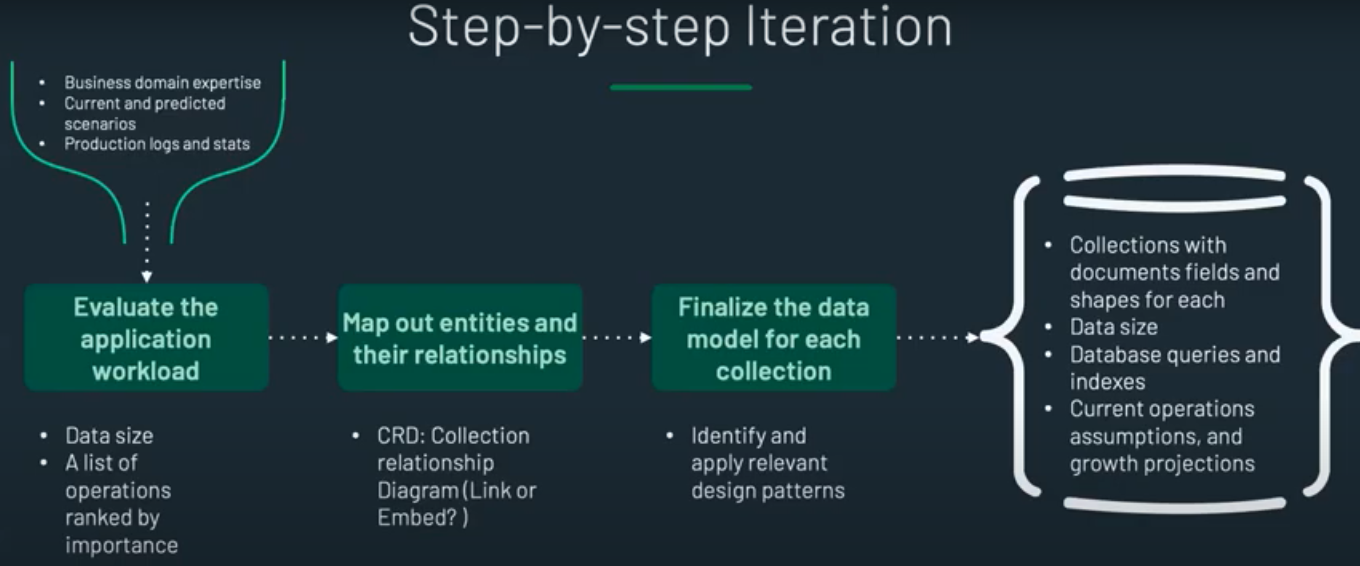 Step-by-step Iteration
• Business domain expertise
• Current and predicted
scenarios
• Production logs and stats
Evaluate the
application
workload
• Data size
• A list of
operations
ranked by
importance
Map out entities and
their relationships
• CRD: Collection
relationship
Diagram (Link or
Embed? )
Finalize the data
model for each
collection
• Identify and
apply relevant
design patterns
• Collections with
documents fields and
shapes for each
• Data size
• Database queries and
indexes
• Current operations
assumptions, and
growth projections